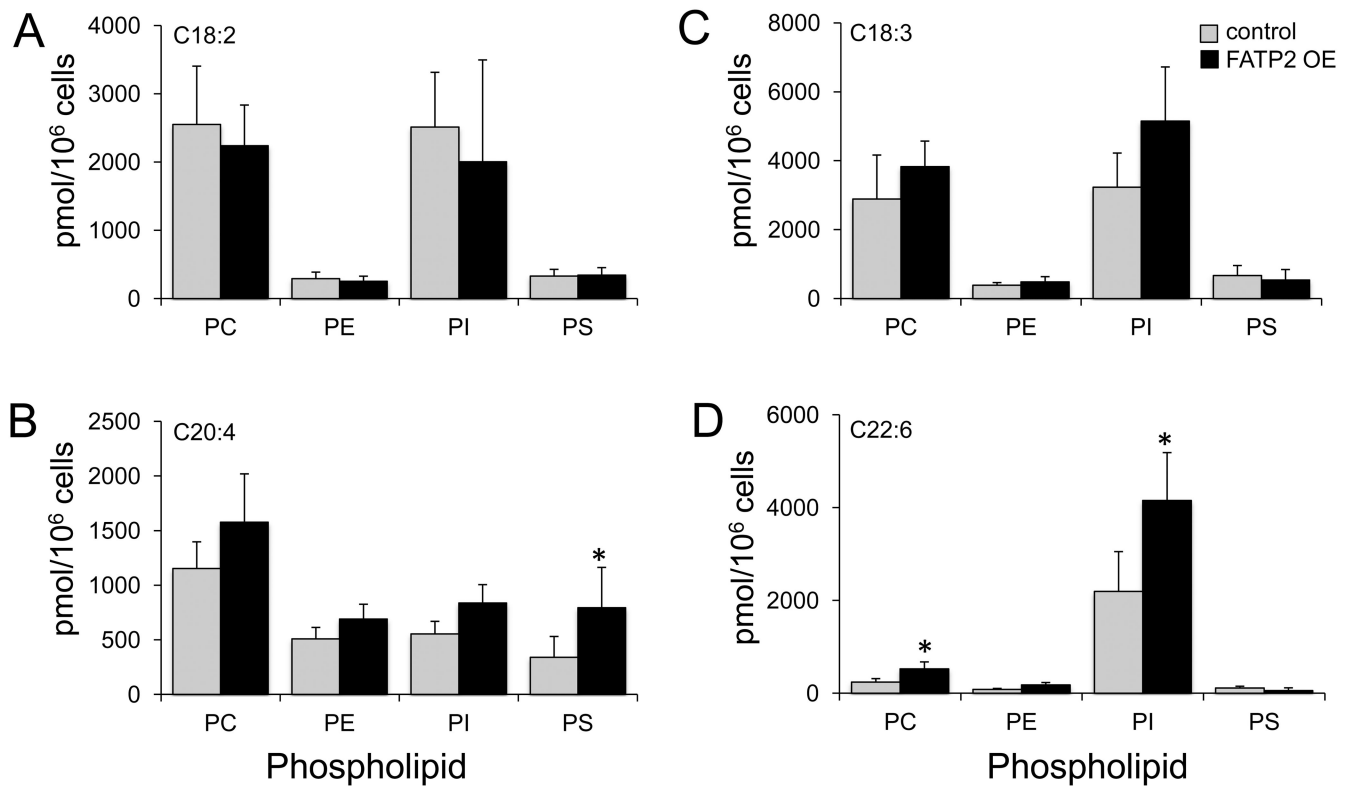 A
C18:2
pmol/10⁶ cells
4000
3000
2000
1000
0
PC PE PI PS
B
C20:4
pmol/10⁶ cells
2500
2000
1500
1000
500
0
*
PC PE PI PS
Phospholipid
C
C18:3
control
FATP2 OE
pmol/10⁶ cells
8000
6000
4000
2000
0
PC PE PI PS
D
C22:6
pmol/10⁶ cells
6000
4000
2000
0
*
*
PC PE PI PS
Phospholipid